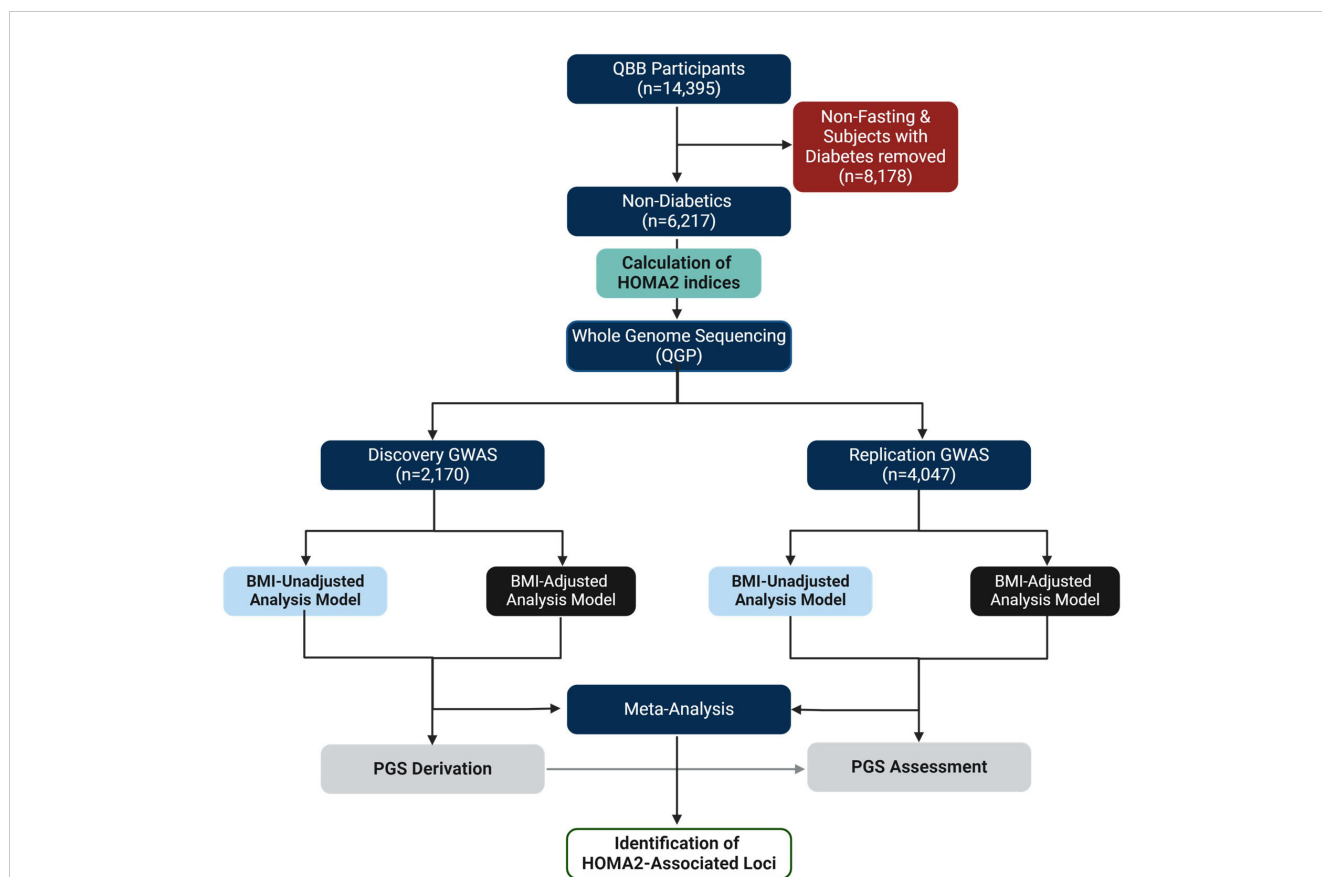 QBB Participants
(n=14,395)
Non-Fasting &
Subjects with
Diabetes removed
(n=8,178)
Non-Diabetics
(n=6,217)
Calculation of
HOMA2 indices
Whole Genome Sequencing
(QGP)
Discovery GWAS
(n=2,170)
Replication GWAS
(n=4,047)
BMI-Unadjusted
Analysis Model
BMI-Adjusted
Analysis Model
BMI-Unadjusted
Analysis Model
BMI-Adjusted
Analysis Model
Meta-Analysis
PGS Derivation
PGS Assessment
Identification of
HOMA2-Associated Loci